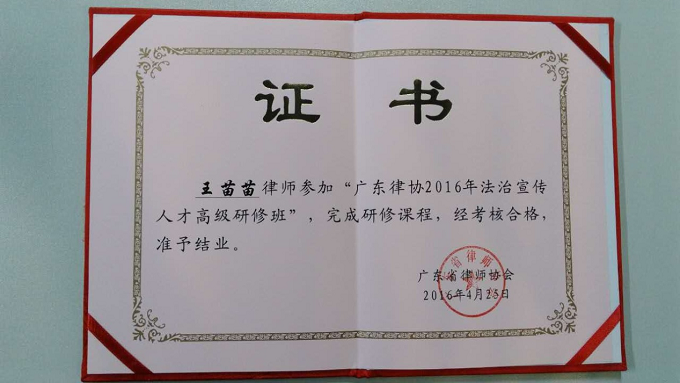 证 书
王苗苗律师参加“广东律协2016年法治宣传
人才高级研修班”，完成研修课程，经考核合格，
准予结业。
广东省律师协会
2016年4月23日